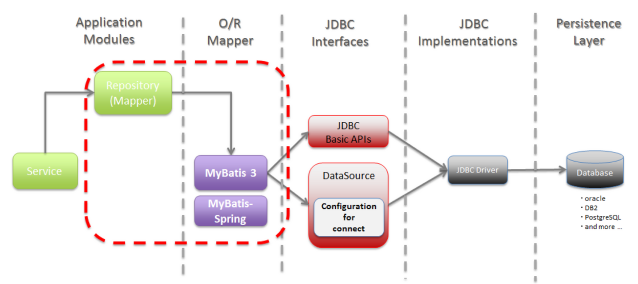 Application
Modules
O/R
Mapper
JDBC
Interfaces
JDBC
Implementations
Persistence
Layer
Repository
(Mapper)
Service
MyBatis 3
MyBatis-
Spring
JDBC
Basic APIs
DataSource
Configuration
for
connect
JDBC Driver
Database
・oracle
・DB2
・PostgreSQL
・and more ...